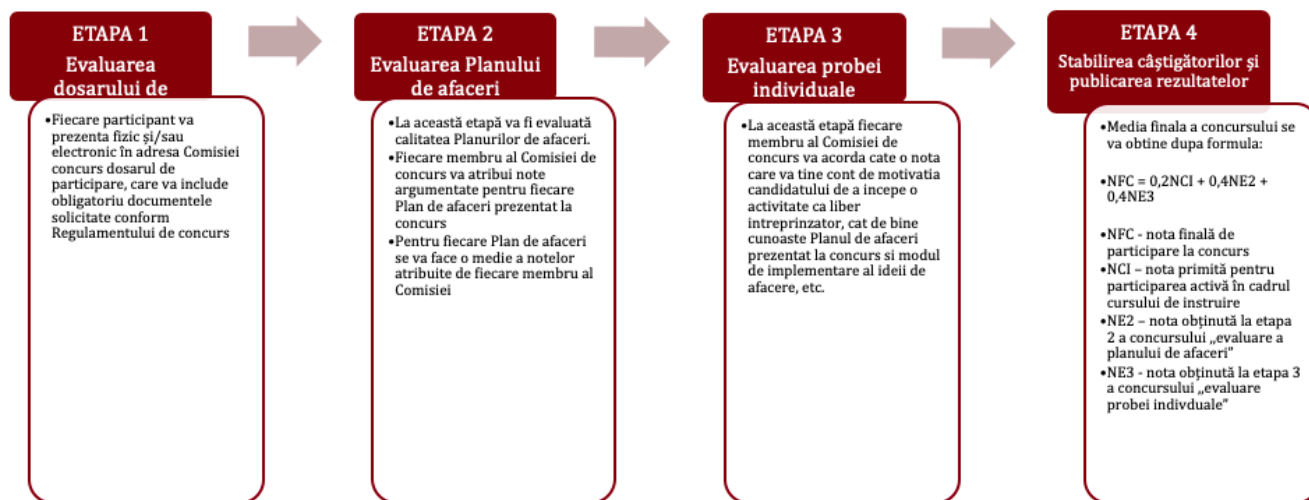 ETAPA 1
Evaluarea
dosarului de
•Fiecare participant va
prezenta fizic și/sau
electronic în adresa Comisiei
concurs dosarul de
participare, care va include
obligatoriu documentele
solicitate conform
Regulamentului de concurs
ETAPA 2
Evaluarea Planului
de afaceri
•La această etapă va fi evaluată
calitatea Planurilor de afaceri.
•Fiecare membru al Comisiei de
concurs va atribui note
argumentate pentru fiecare
Plan de afaceri prezentat la
concurs
•Pentru fiecare Plan de afaceri
se va face o medie a notelor
atribuite de fiecare membru al
Comisiei
ETAPA 3
Evaluarea probei
individuale
•La această etapă fiecare
membru al Comisiei de
concurs va acorda cate o nota
care va tine cont de motivatia
candidatului de a incepe o
activitate ca liber
intreprinzator, cat de bine
cunoaste Planul de afaceri
prezentat la concurs si modul
de implementare al ideii de
afacere, etc.
ETAPA 4
Stabilirea câștigătorilor și
publicarea rezultatelor
•Media finala a concursului se
va obtine dupa formula:
•NFC = 0,2NCI + 0,4NE2 +
0,4NE3
•NFC - nota finală de
participare la concurs
•NCI – nota primită pentru
participarea activă în cadrul
cursului de instruire
•NE2 – nota obținută la etapa
2 a concursului „evaluare a
planului de afaceri”
•NE3 - nota obținută la etapa 3
a concursului „evaluare
probei indivduale”